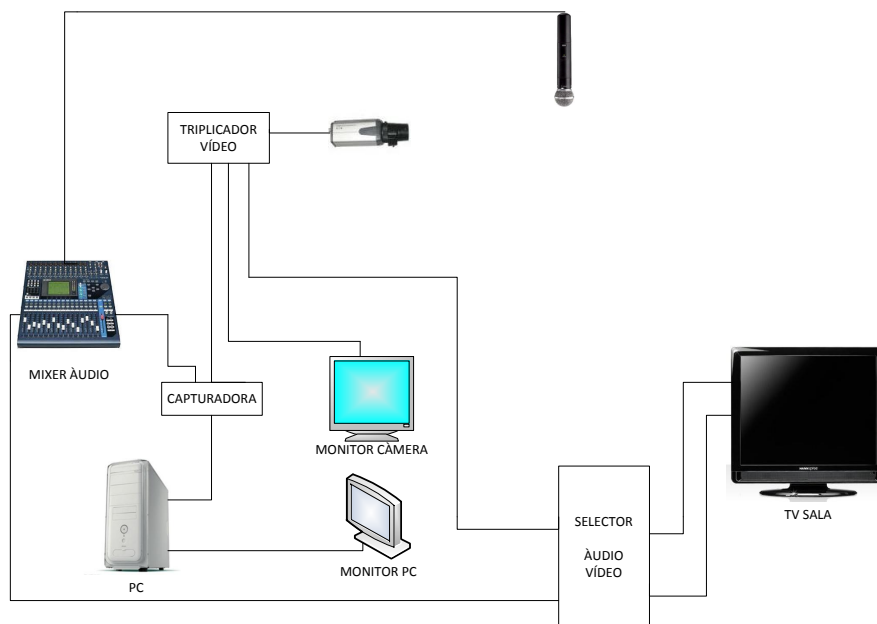 TRIPLICADOR
VÍDEO
MIXER ÀUDIO
CAPTURADORA
MONITOR CÀMERA
SELECTOR
ÀUDIO
VÍDEO
TV SALA
MONITOR PC
PC